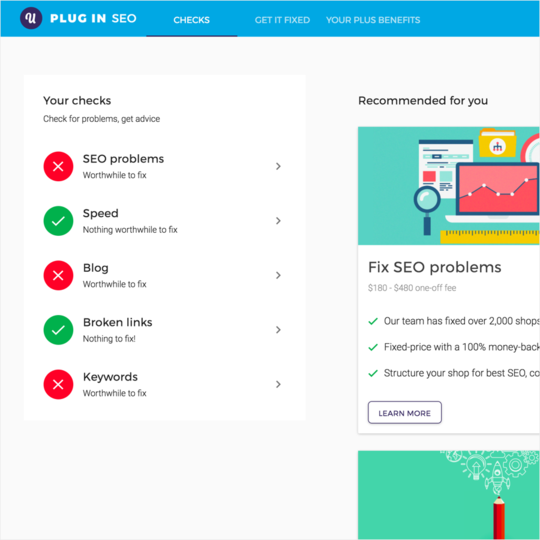 PLUG IN SEO
CHECKS
GET IT FIXED
YOUR PLUS BENEFITS
Your checks
Check for problems, get advice
SEO problems
Worthwhile to fix
Speed
Nothing worthwhile to fix
Blog
Worthwhile to fix
Broken links
Nothing to fix!
Keywords
Worthwhile to fix
Recommended for you
Fix SEO problems
$180 - $480 one-off fee
Our team has fixed over 2,000 shops
Fixed-price with a 100% money-back
Structure your shop for best SEO, co
LEARN MORE